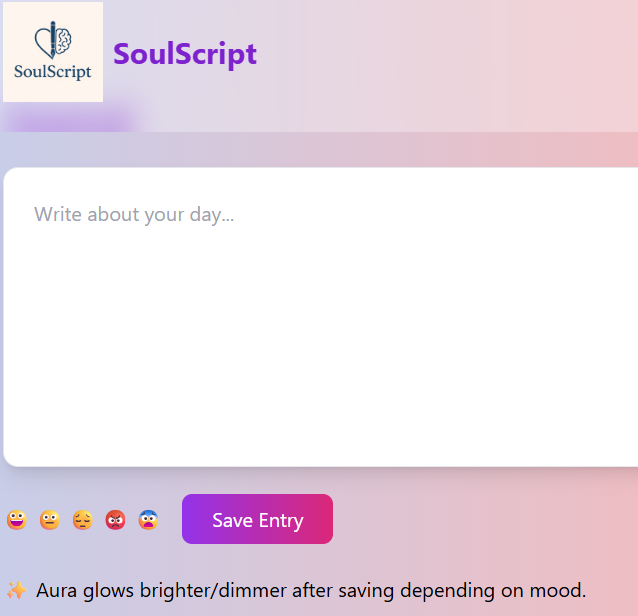 SoulScript
SoulScript
Write about your day...
Save Entry
✨ Aura glows brighter/dimmer after saving depending on mood.